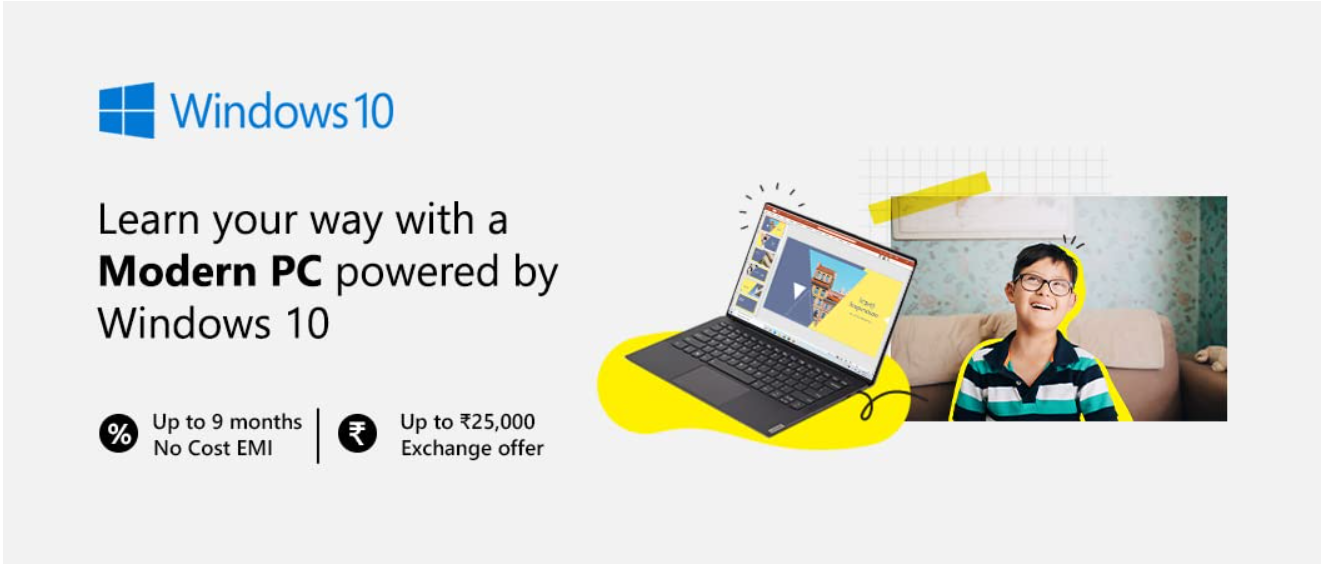 Windows 10
Learn your way with a
Modern PC powered by
Windows 10
Up to 9 months
No Cost EMI
Up to ₹25,000
Exchange offer